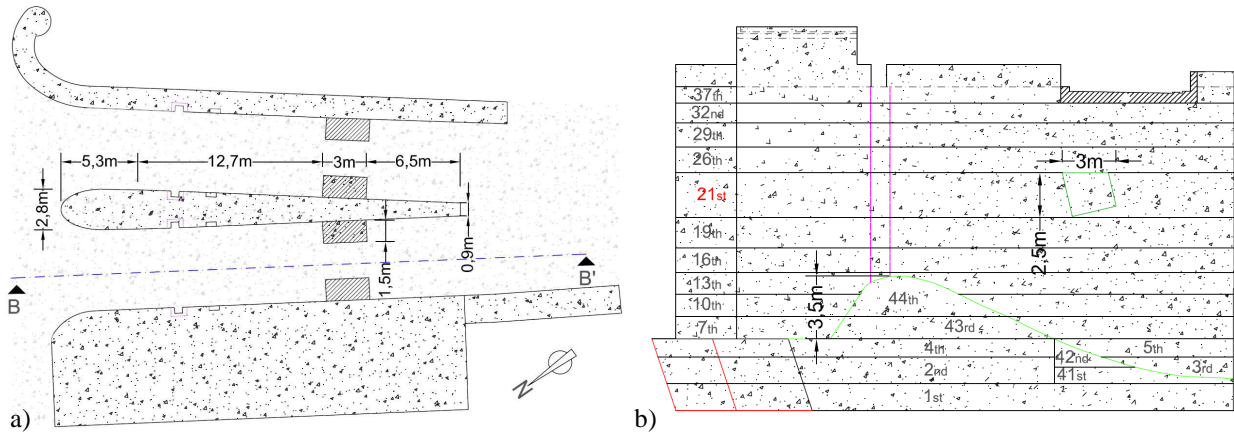 5,3m 12,7m 3m 6,5m
2,8m
1,5m
0,9m
B B'
N
a)
37th
32nd
29th
26th
3m
21st
2,5m
19th
16th
13th
3,5m
44th
10th
7th 43rd
4th 5th
42nd
2nd 3rd
41st
1st
b)